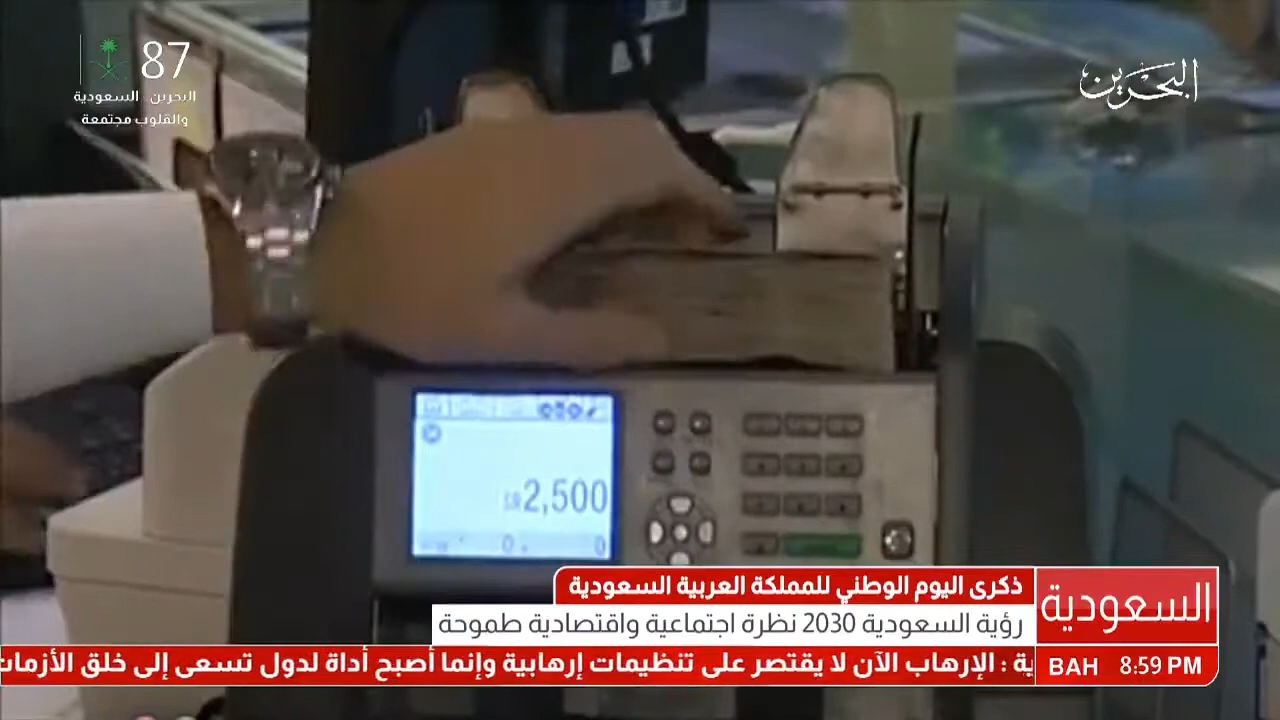 87
البحرين . السعودية
والقلوب مجتمعة
البحرين
2,500
0 0
ذكرى اليوم الوطني للمملكة العربية السعودية
رؤية السعودية 2030 نظرة اجتماعية واقتصادية طموحة
السعودية
ية : الإرهاب الآن لا يقتصر على تنظيمات إرهابية وإنما أصبح أداة لدول تسعى إلى خلق الأزمات
BAH 8:59 PM